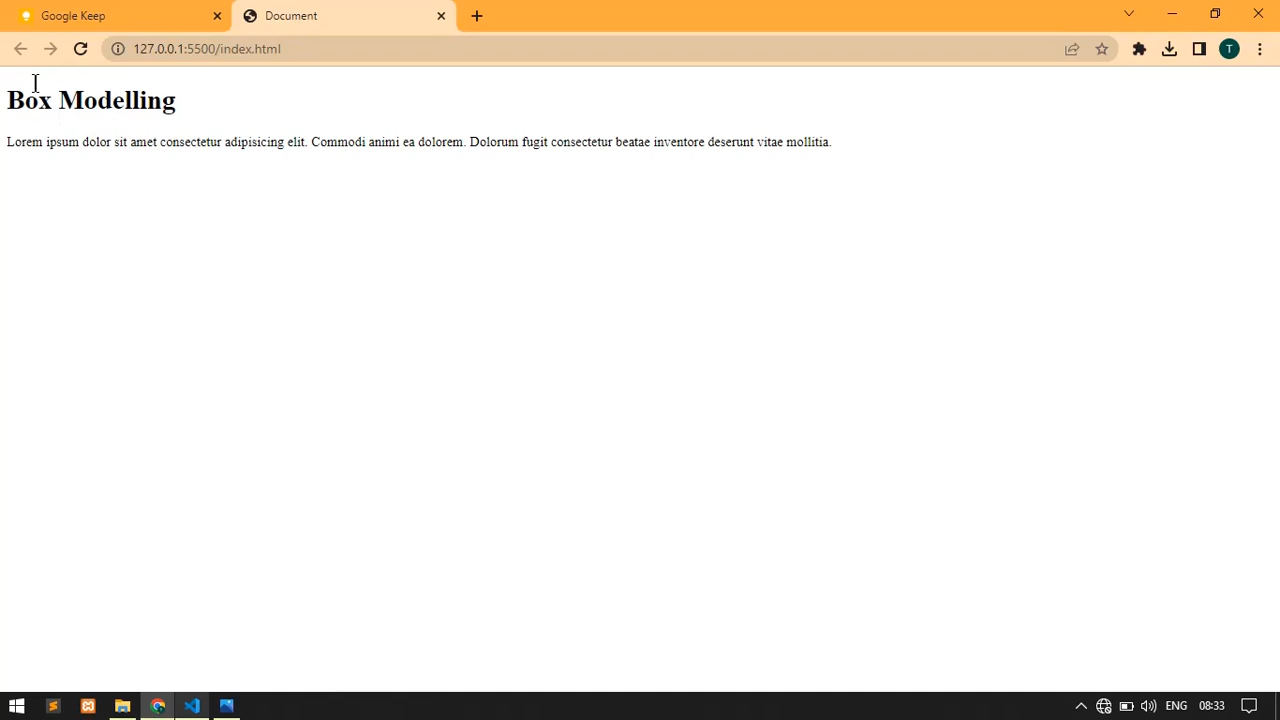 Google Keep
Document
127.0.0.1:5500/index.html
T
Box Modelling
Lorem ipsum dolor sit amet consectetur adipisicing elit. Commodi animi ea dolorem. Dolorum fugit consectetur beatae inventore deserunt vitae mollitia.
ENG
08:33